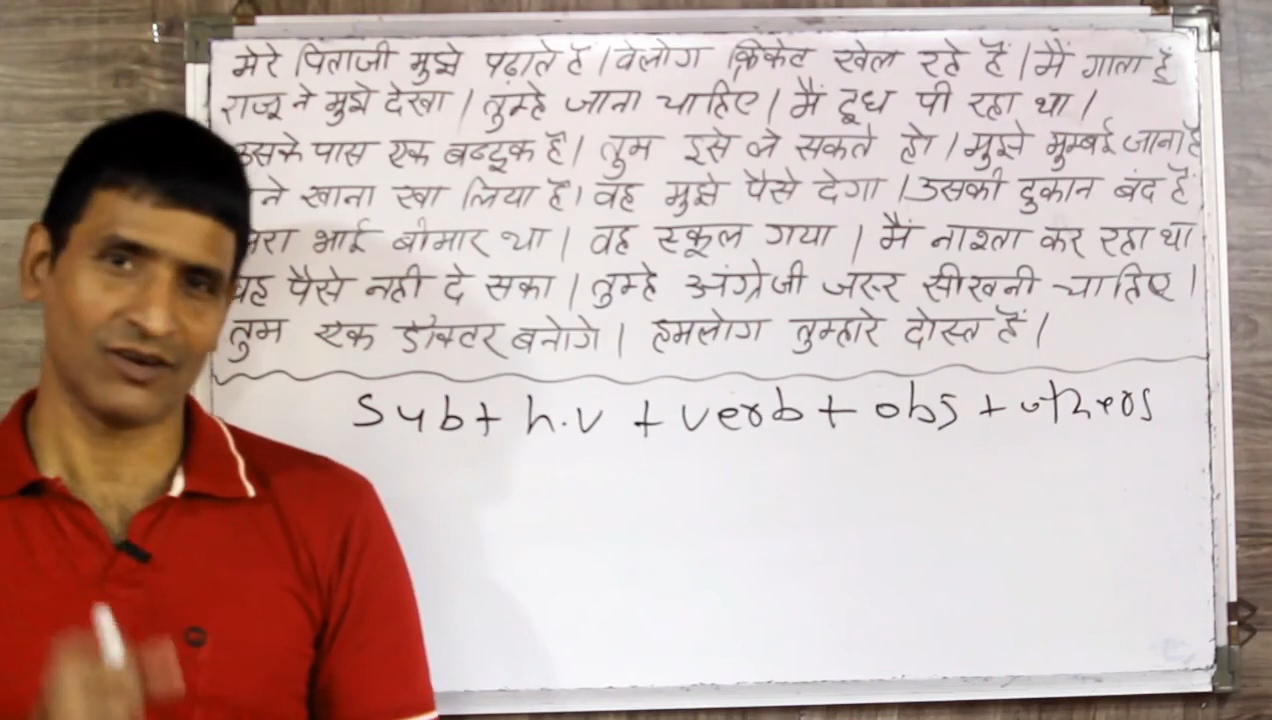 मेरे पिताजी मुझे पढ़ाते हैं । वेलोग क्रिकेट खेल रहे हैं । मैं गाता हूँ
राजू ने मुझे देखा । तुम्हे जाना चाहिए । मैं दूध पी रहा था ।
उसके पास एक बन्दूक है । तुम इसे ले सकते हो । मुझे मुम्बई जाना है
ने खाना खा लिया है । वह मुझे पैसे देगा । उसकी दुकान बंद है
मेरा भाई बीमार था । वह स्कूल गया । मैं नाश्ता कर रहा था
वह पैसे नही दे सका । तुम्हे अंग्रेजी जरूर सीखनी चाहिए ।
तुम एक डॉक्टर बनोगे । हमलोग तुम्हारे दोस्त हैं ।
Sub + h.v + verb + obj + others